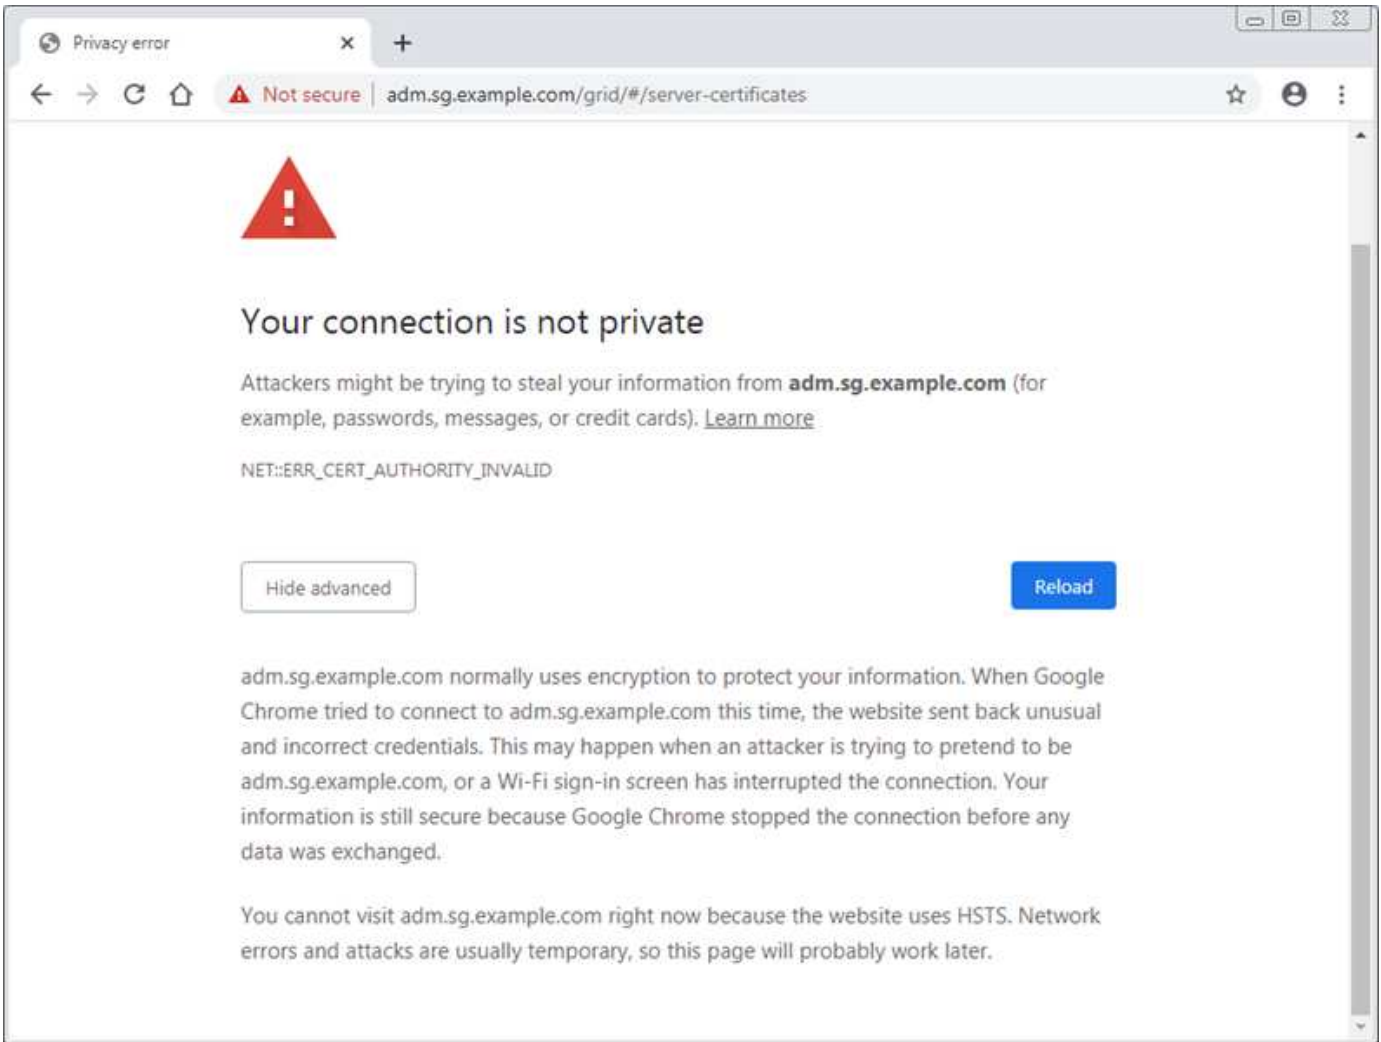 Privacy error
Not secure adm.sg.example.com/grid/#/server-certificates
Your connection is not private
Attackers might be trying to steal your information from adm.sg.example.com (for
example, passwords, messages, or credit cards). Learn more
NET::ERR_CERT_AUTHORITY_INVALID
Hide advanced
Reload
adm.sg.example.com normally uses encryption to protect your information. When Google
Chrome tried to connect to adm.sg.example.com this time, the website sent back unusual
and incorrect credentials. This may happen when an attacker is trying to pretend to be
adm.sg.example.com, or a Wi-Fi sign-in screen has interrupted the connection. Your
information is still secure because Google Chrome stopped the connection before any
data was exchanged.
You cannot visit adm.sg.example.com right now because the website uses HSTS. Network
errors and attacks are usually temporary, so this page will probably work later.